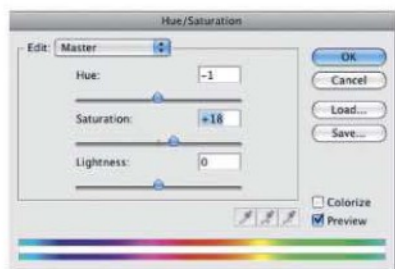 Hue/Saturation
Edit: Master
OK
Hue: -1
Cancel
Load...
Saturation: +18
Save...
Lightness: 0
Colorize
Preview